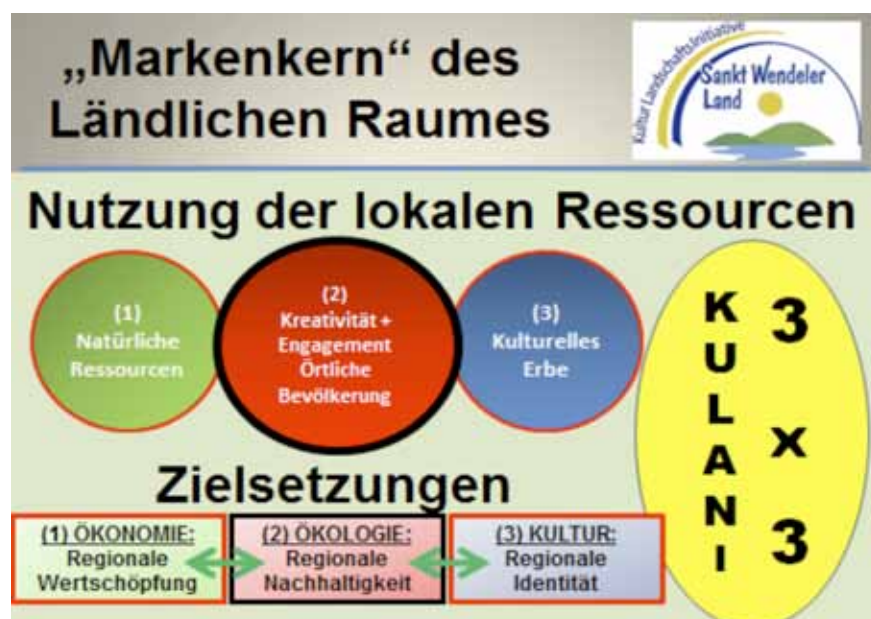 „Markenkern“ des
Ländlichen Raumes
Kultur Landschaftsinitiative
Sankt Wendeler
Land
Nutzung der lokalen Ressourcen
(1)
Natürliche
Ressourcen
(2)
Kreativität +
Engagement
Örtliche
Bevölkerung
(3)
Kulturelles
Erbe
KULANI
3
x
3
Zielsetzungen
(1) ÖKONOMIE:
Regionale
Wertschöpfung
(2) ÖKOLOGIE:
Regionale
Nachhaltigkeit
(3) KULTUR:
Regionale
Identität